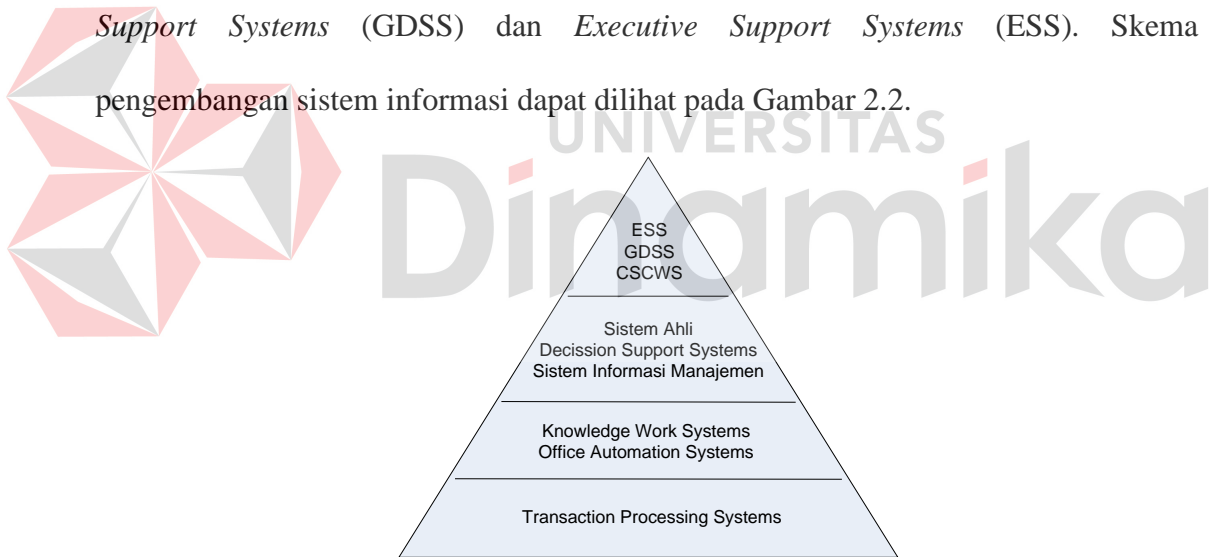 Support Systems (GDSS) dan Executive Support Systems (ESS). Skema
pengembangan sistem informasi dapat dilihat pada Gambar 2.2.
UNIVERSITAS
Dinamika
ESS
GDSS
CSCWS
Sistem Ahli
Decission Support Systems
Sistem Informasi Manajemen
Knowledge Work Systems
Office Automation Systems
Transaction Processing Systems